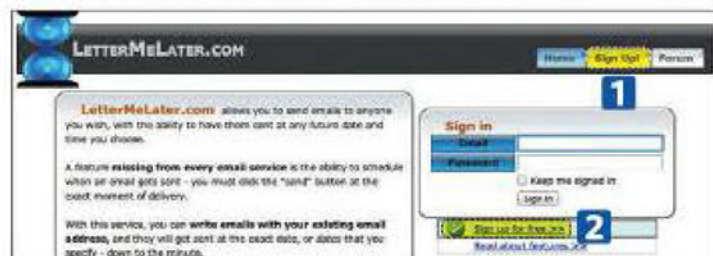 LETTERMELATER.COM
Home Sign Up! Forum
1
LetterMeLater.com allows you to send emails to anyone
you wish, with the ability to have them sent at any future date and
time you choose.
A feature missing from every email service is the ability to schedule
when an email gets sent - you must click the "send" button at the
exact moment of delivery.
With this service, you can write emails with your existing email
address, and they will get sent at the exact date, or dates that you
specify - down to the minute.
Sign in
Email
Password
Keep me signed in
Sign in
Sign up for free >>
2
Read about features >>